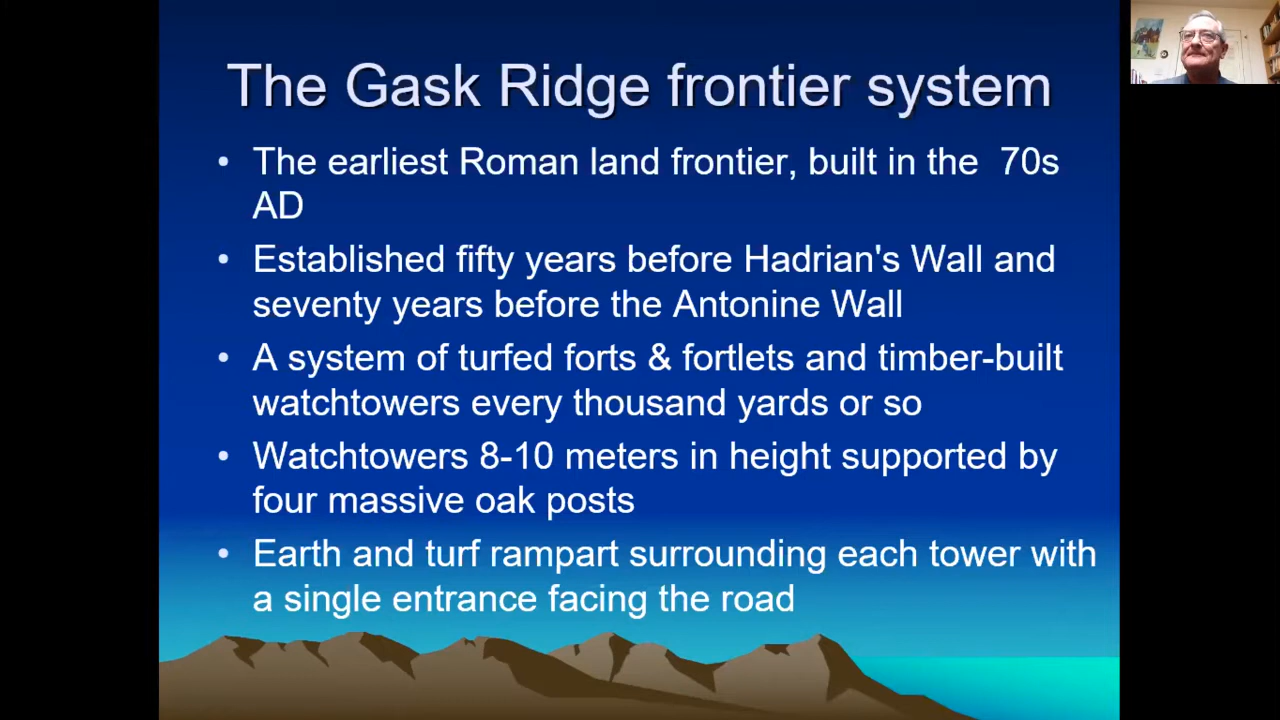 The Gask Ridge frontier system
• The earliest Roman land frontier, built in the 70s
AD
• Established fifty years before Hadrian's Wall and
seventy years before the Antonine Wall
• A system of turfed forts & fortlets and timber-built
watchtowers every thousand yards or so
• Watchtowers 8-10 meters in height supported by
four massive oak posts
• Earth and turf rampart surrounding each tower with
a single entrance facing the road